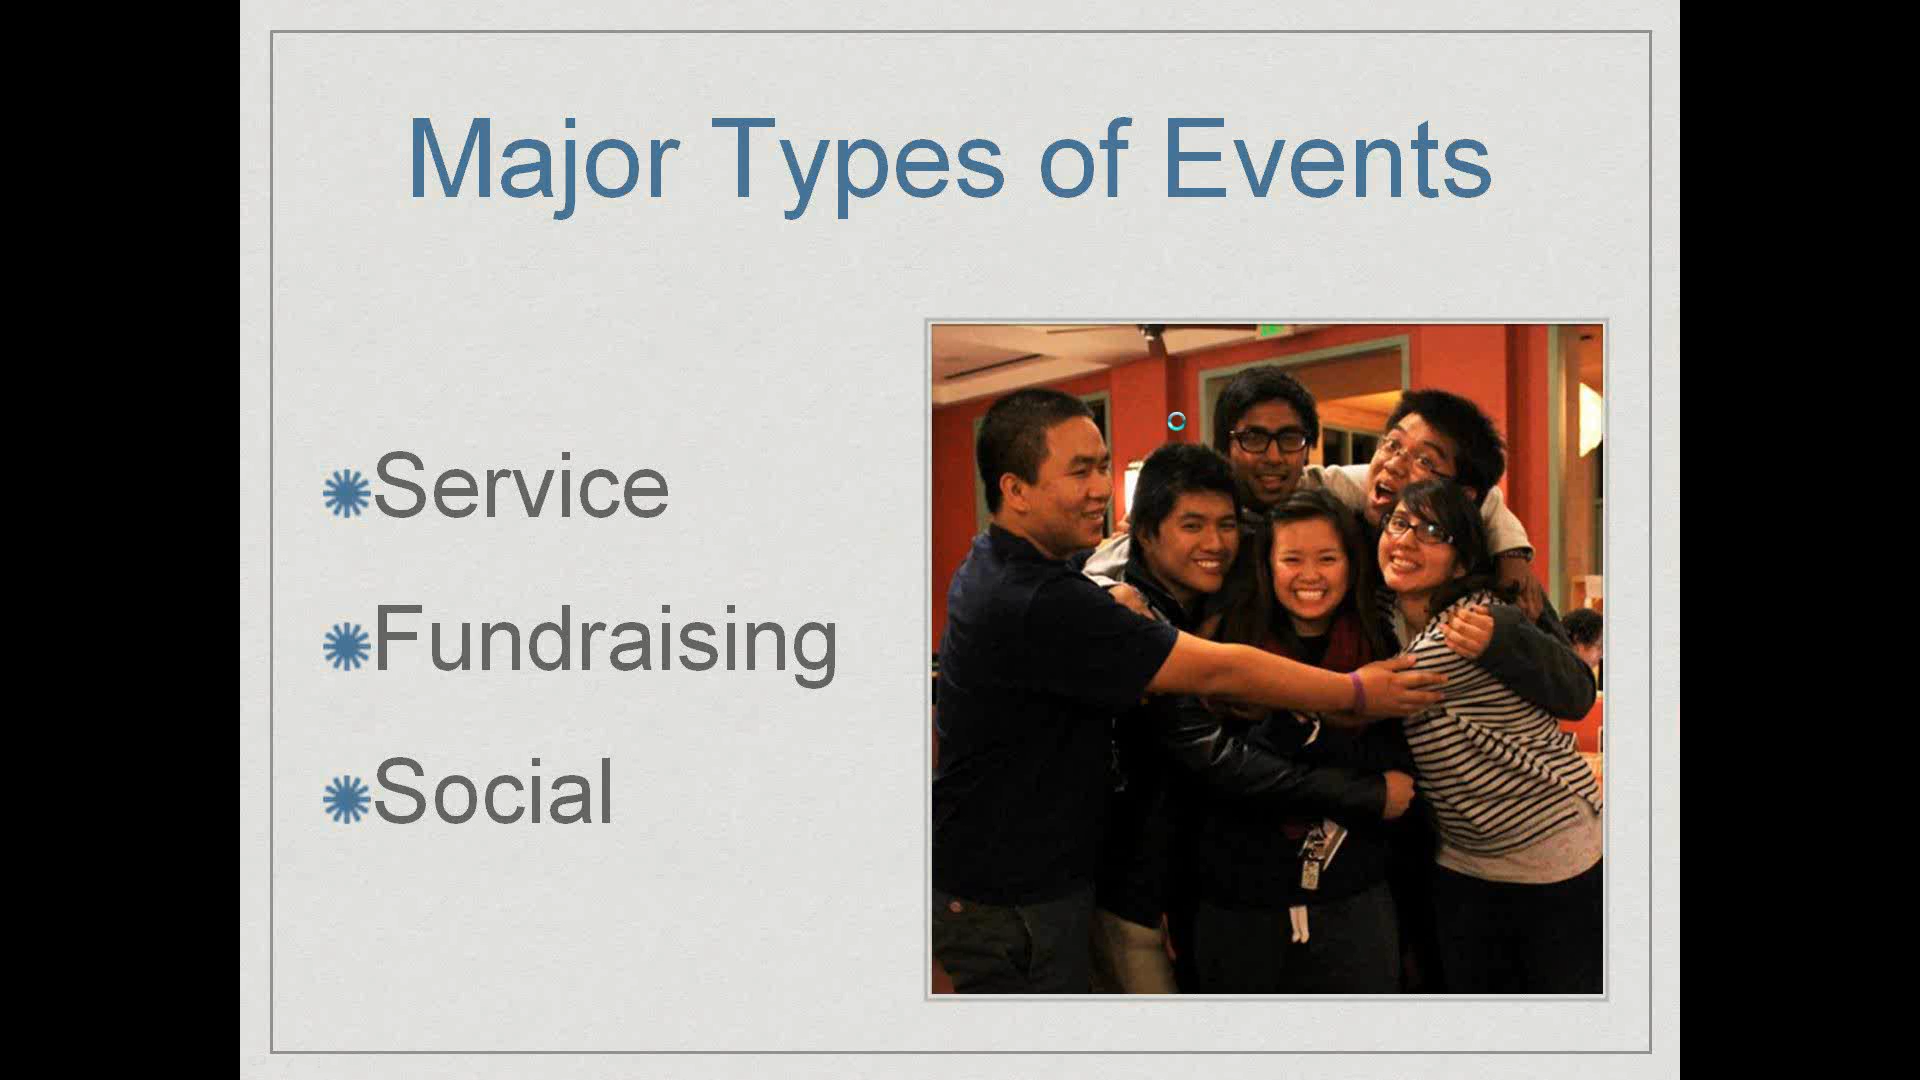 Major Types of Events
Service
Fundraising
Social